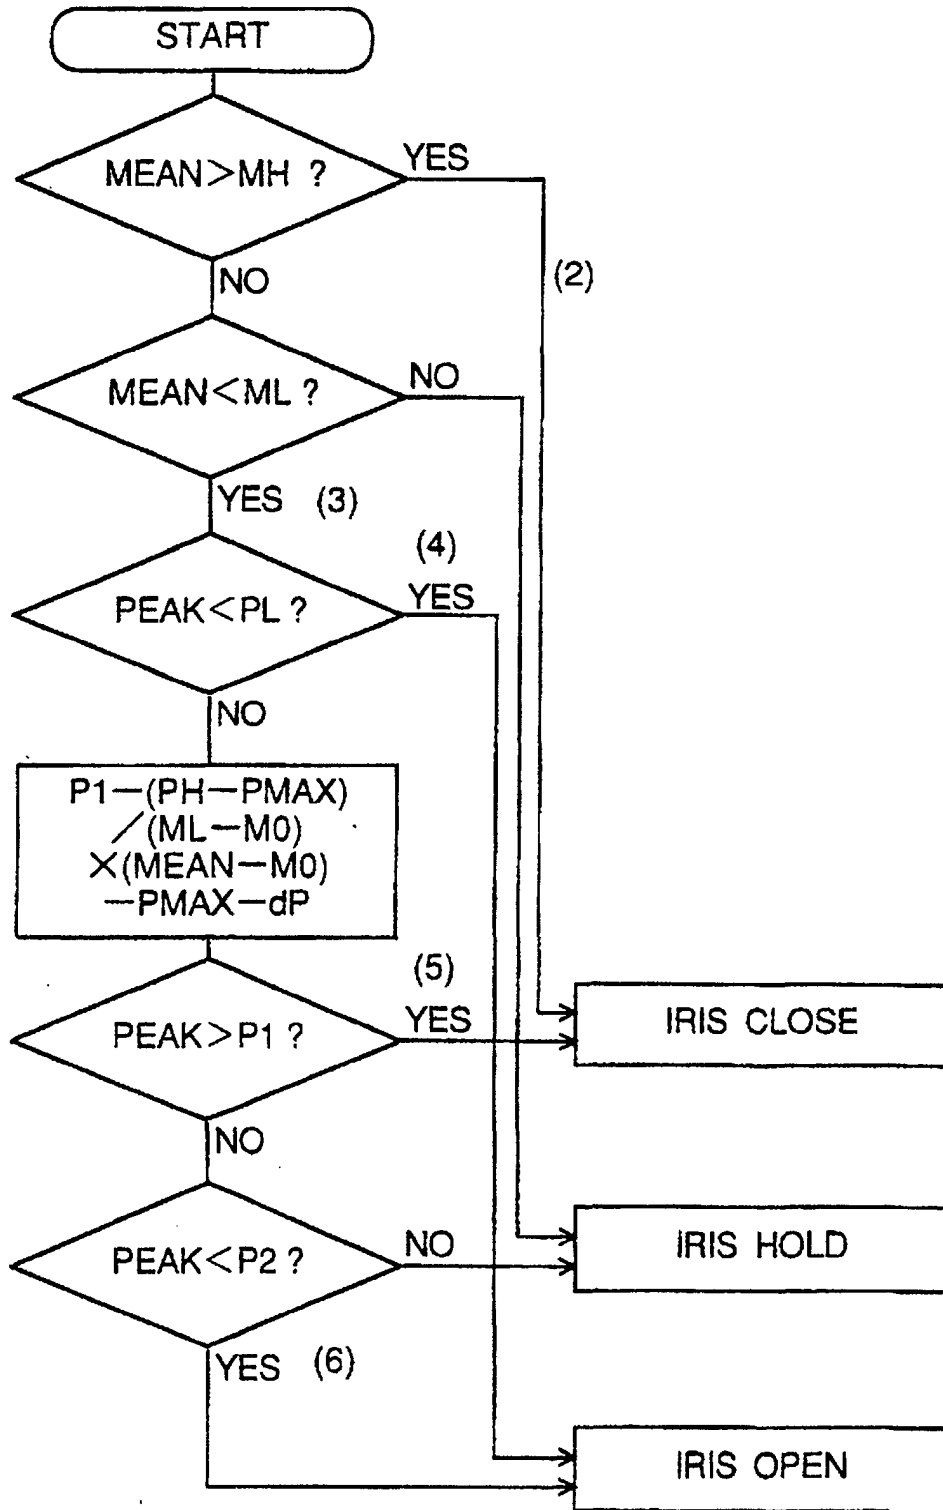 START
MEAN>MH ?
YES
(2)
NO
MEAN<ML ?
NO
YES (3)
(4)
PEAK<PL ?
YES
NO
P1—(PH—PMAX)
/(ML—M0)
×(MEAN—M0)
—PMAX—dP
(5)
PEAK>P1 ?
YES
IRIS CLOSE
NO
PEAK<P2 ?
NO
IRIS HOLD
YES (6)
IRIS OPEN